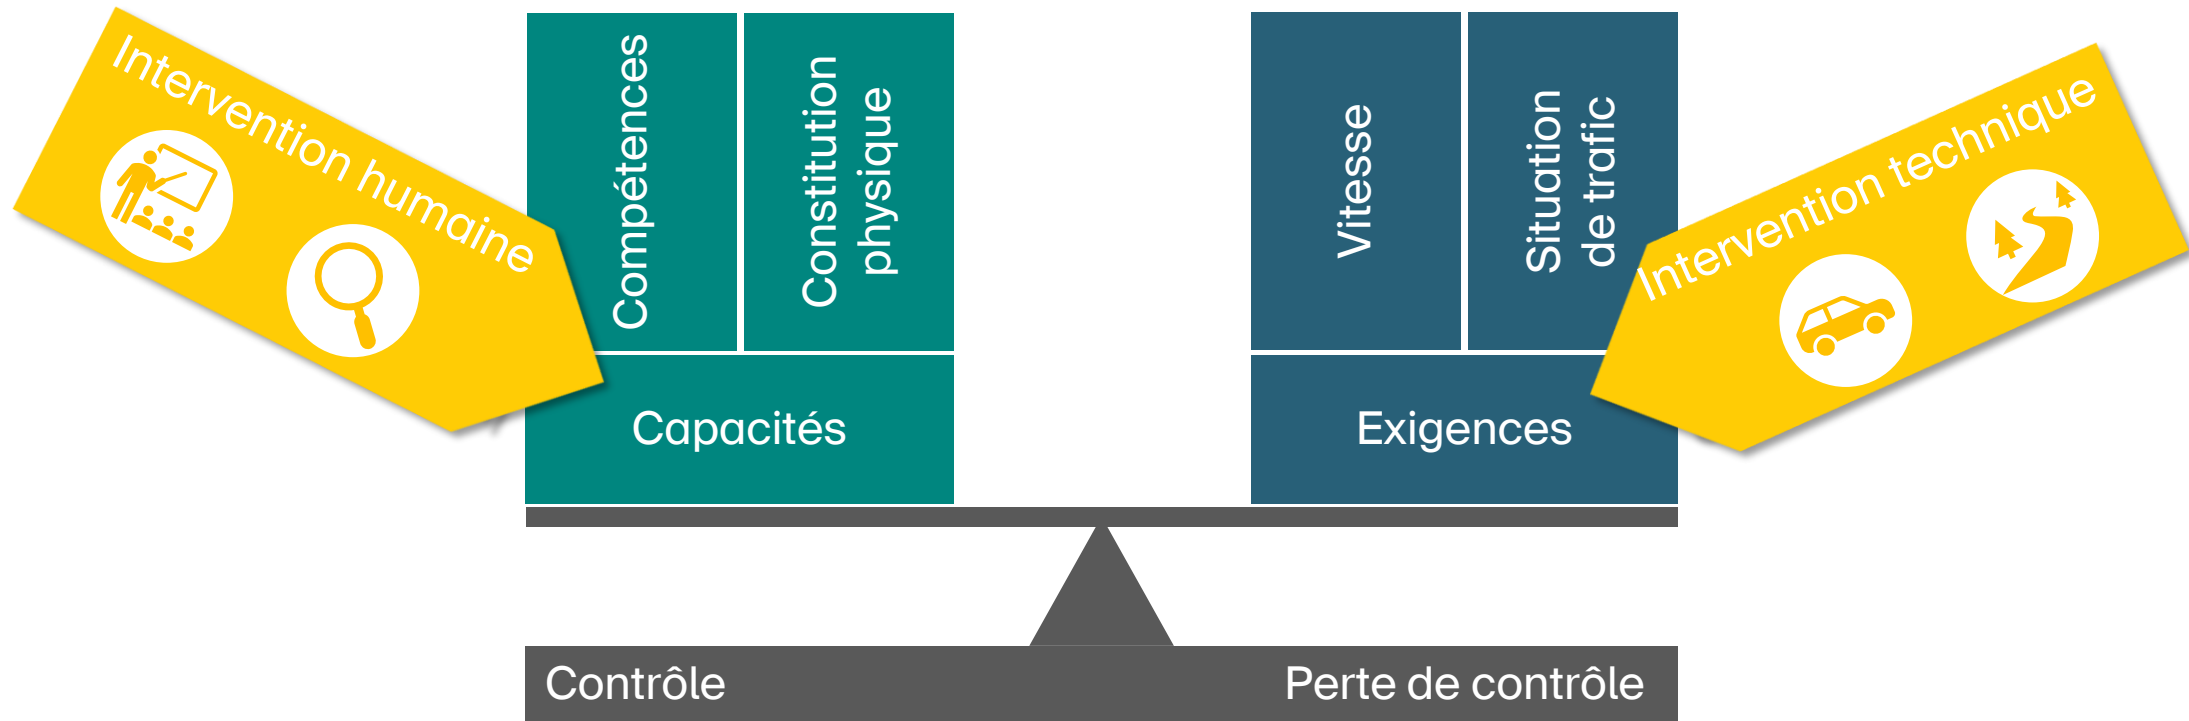 Intervention humaine
Compétences
Constitution
physique
Capacités
Vitesse
Situation
de trafic
Exigences
Intervention technique
Contrôle
Perte de contrôle